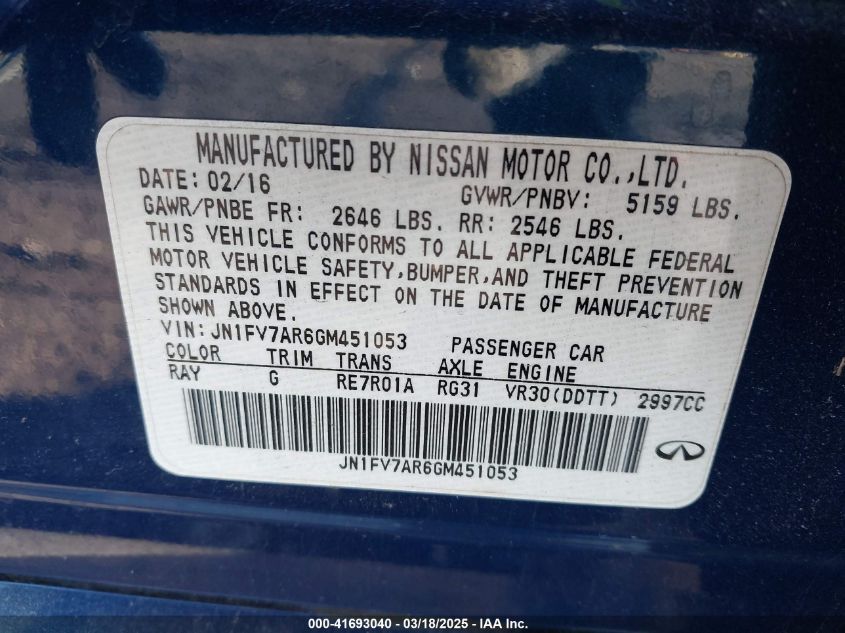 MANUFACTURED BY NISSAN MOTOR CO.,LTD.
DATE: 02/16 GVWR/PNBV: 5159 LBS.
GAWR/PNBE FR: 2646 LBS. RR: 2546 LBS.
THIS VEHICLE CONFORMS TO ALL APPLICABLE FEDERAL
MOTOR VEHICLE SAFETY,BUMPER,AND THEFT PREVENTION
STANDARDS IN EFFECT ON THE DATE OF MANUFACTURE
SHOWN ABOVE.
VIN:JN1FV7AR6GM451053 PASSENGER CAR
COLOR TRIM TRANS AXLE ENGINE
RAY G RE7R01A RG31 VR30(DDTT) 2997CC
JN1FV7AR6GM451053
000-41693040 - 03/18/2025 - IAA Inc.